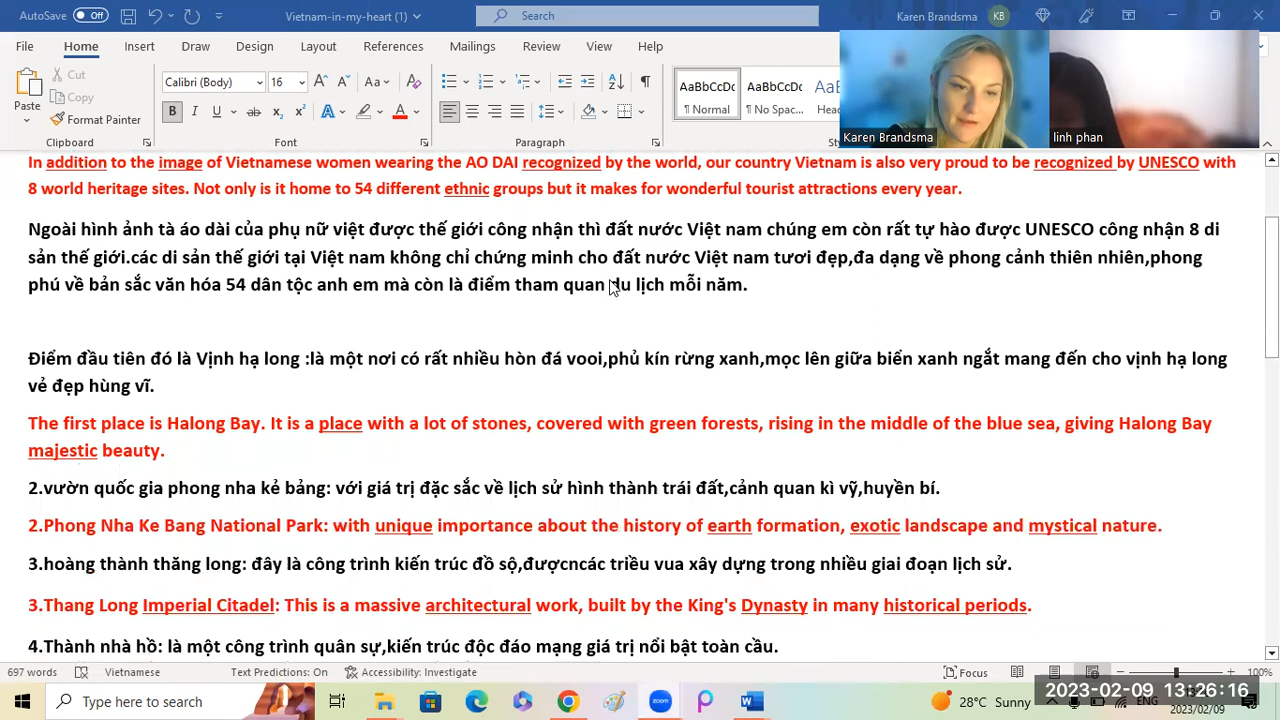 AutoSave Off Vietnam-in-my-heart (1) Search Karen Brandsma KB
File Home Insert Draw Design Layout References Mailings Review View Help
Paste Cut Copy Format Painter
Calibri (Body) 16
AaBbCcDc AaBbCcDc
¶ Normal ¶ No Spac...
Clipboard Font Paragraph
Karen Brandsma linh phan
In addition to the image of Vietnamese women wearing the AO DAI recognized by the world, our country Vietnam is also very proud to be recognized by UNESCO with
8 world heritage sites. Not only is it home to 54 different ethnic groups but it makes for wonderful tourist attractions every year.
Ngoài hình ảnh tà áo dài của phụ nữ việt được thế giới công nhận thì đất nước Việt nam chúng em còn rất tự hào được UNESCO công nhận 8 di
sản thế giới.các di sản thế giới tại Việt nam không chỉ chứng minh cho đất nước Việt nam tươi đẹp,đa dạng về phong cảnh thiên nhiên,phong
phú về bản sắc văn hóa 54 dân tộc anh em mà còn là điểm tham quan du lịch mỗi năm.
Điểm đầu tiên đó là Vịnh hạ long :là một nơi có rất nhiều hòn đá vooi,phủ kín rừng xanh,mọc lên giữa biển xanh ngắt mang đến cho vịnh hạ long
vẻ đẹp hùng vĩ.
The first place is Halong Bay. It is a place with a lot of stones, covered with green forests, rising in the middle of the blue sea, giving Halong Bay
majestic beauty.
2.vườn quốc gia phong nha kẻ bảng: với giá trị đặc sắc về lịch sử hình thành trái đất,cảnh quan kì vỹ,huyền bí.
2.Phong Nha Ke Bang National Park: with unique importance about the history of earth formation, exotic landscape and mystical nature.
3.hoàng thành thăng long: đây là công trình kiến trúc đồ sộ,đượcncác triều vua xây dựng trong nhiều giai đoạn lịch sử.
3.Thang Long Imperial Citadel: This is a massive architectural work, built by the King's Dynasty in many historical periods.
4.Thành nhà hồ: là một công trình quân sự,kiến trúc độc đáo mạng giá trị nổi bật toàn cầu.
697 words Vietnamese Text Predictions: On Accessibility: Investigate Focus 100%
Type here to search 28°C Sunny ENG
2023-02-09 13:26:16
2023/02/09